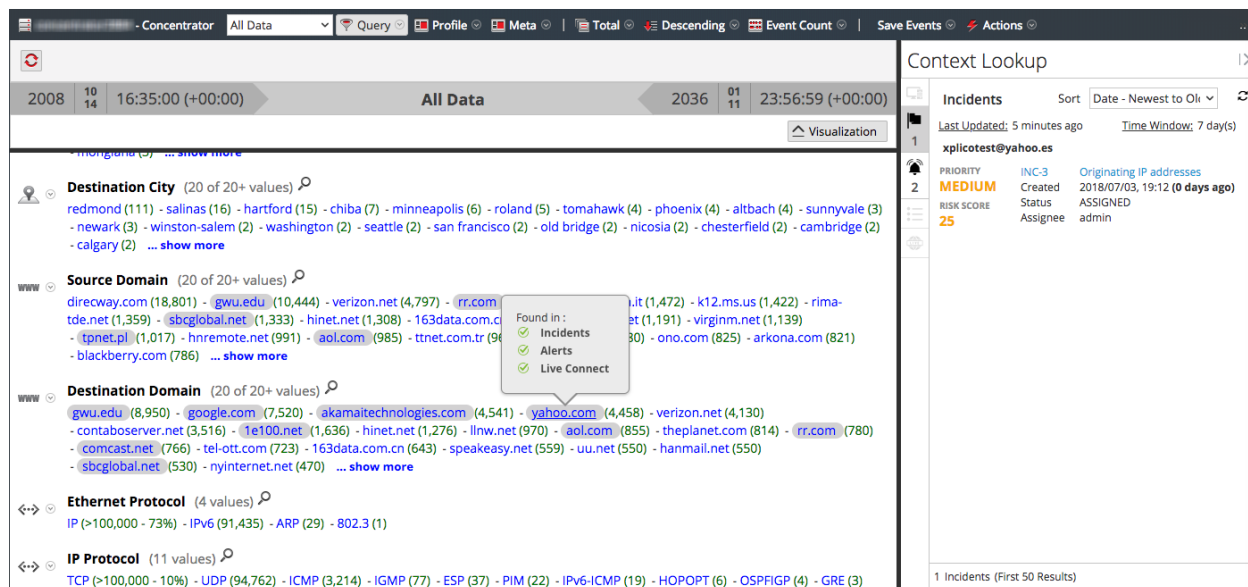 - Concentrator All Data Query Profile Meta | Total Descending Event Count | Save Events Actions
2008 10 14 16:35:00 (+00:00) All Data 2036 01 11 23:56:59 (+00:00)
Visualization
... show more
Destination City (20 of 20+ values)
redmond (111) - salinas (16) - hartford (15) - chiba (7) - minneapolis (6) - roland (5) - tomahawk (4) - phoenix (4) - altbach (4) - sunnyvale (3)
- newark (3) - winston-salem (2) - washington (2) - seattle (2) - san francisco (2) - old bridge (2) - nicosia (2) - chesterfield (2) - cambridge (2)
- calgary (2) ... show more
Source Domain (20 of 20+ values)
direcway.com (18,801) - gwu.edu (10,444) - verizon.net (4,797) - rr.com .it (1,472) - k12.ms.us (1,422) - rima-
tde.net (1,359) - sbcglobal.net (1,333) - hinet.net (1,308) - 163data.com.c et (1,191) - virginm.net (1,139)
- tpnet.pl (1,017) - hnremote.net (991) - aol.com (985) - ttnet.com.tr (9 80) - ono.com (825) - arkona.com (821)
- blackberry.com (786) ... show more
Found in :
Incidents
Alerts
Live Connect
Destination Domain (20 of 20+ values)
gwu.edu (8,950) - google.com (7,520) - akamaitechnologies.com (4,541) - yahoo.com (4,458) - verizon.net (4,130)
- contaboserver.net (3,516) - 1e100.net (1,636) - hinet.net (1,276) - llnw.net (970) - aol.com (855) - theplanet.com (814) - rr.com (780)
- comcast.net (766) - tel-ott.com (723) - 163data.com.cn (643) - speakeasy.net (559) - uu.net (550) - hanmail.net (550)
- sbcglobal.net (530) - nyinternet.net (470) ... show more
Ethernet Protocol (4 values)
IP (>100,000 - 73%) - IPv6 (91,435) - ARP (29) - 802.3 (1)
IP Protocol (11 values)
TCP (>100,000 - 10%) - UDP (94,762) - ICMP (3,214) - IGMP (77) - ESP (37) - PIM (22) - IPv6-ICMP (19) - HOPOPT (6) - OSPFIGP (4) - GRE (3)
Context Lookup
1
2
Incidents Sort Date - Newest to Ol
Last Updated: 5 minutes ago Time Window: 7 day(s)
xplicotest@yahoo.es
PRIORITY INC-3 Originating IP addresses
MEDIUM Created 2018/07/03, 19:12 (0 days ago)
RISK SCORE Status ASSIGNED
25 Assignee admin
1 Incidents (First 50 Results)